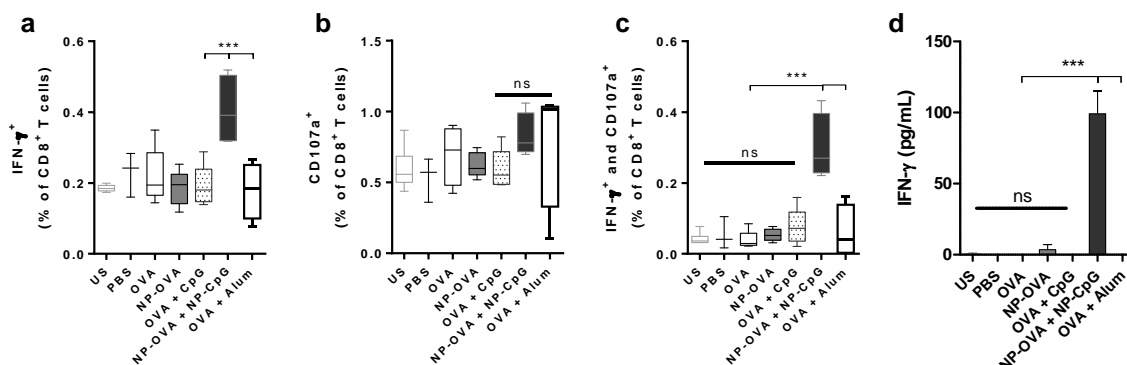 a
IFN-γ⁺
(% of CD8⁺ T cells)
0.6
0.4
0.2
0.0
***
US
PBS
OVA
NP-OVA
OVA + CpG
NP-OVA + NP-CpG
OVA + Alum
b
CD107a⁺
(% of CD8⁺ T cells)
1.5
1.0
0.5
0.0
ns
US
PBS
OVA
NP-OVA
OVA + CpG
NP-OVA + NP-CpG
OVA + Alum
c
IFN-γ⁺ and CD107a⁺
(% of CD8⁺ T cells)
0.6
0.4
0.2
0.0
***
ns
US
PBS
OVA
NP-OVA
OVA + CpG
NP-OVA + NP-CpG
OVA + Alum
d
IFN-γ (pg/mL)
150
100
50
0
***
ns
US
PBS
OVA
NP-OVA
OVA + CpG
NP-OVA + NP-CpG
OVA + Alum